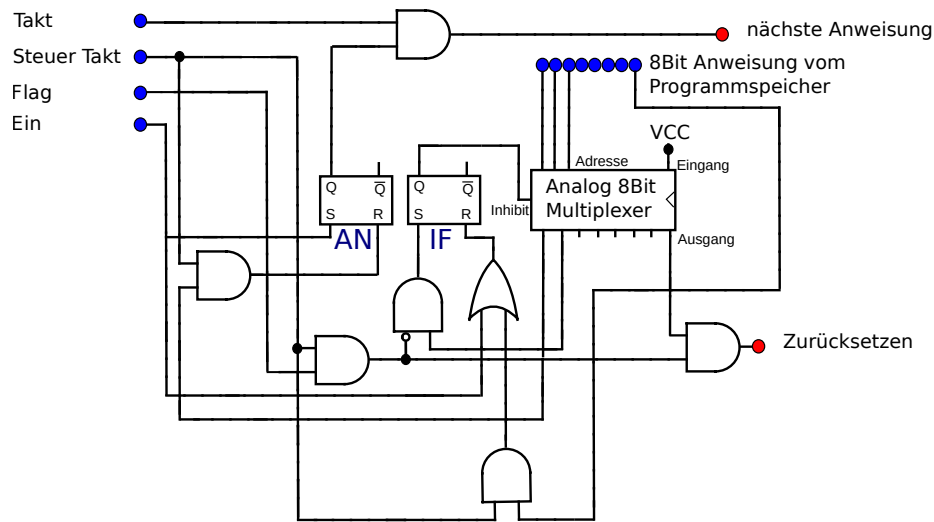 Takt
nächste Anweisung
Steuer Takt
8Bit Anweisung vom
Programmspeicher
Flag
Ein
VCC
Adresse
Eingang
Q
Q̅
S
R
AN
Q
Q̅
S
R
IF
Inhibit
Analog 8Bit
Multiplexer
Ausgang
Zurücksetzen